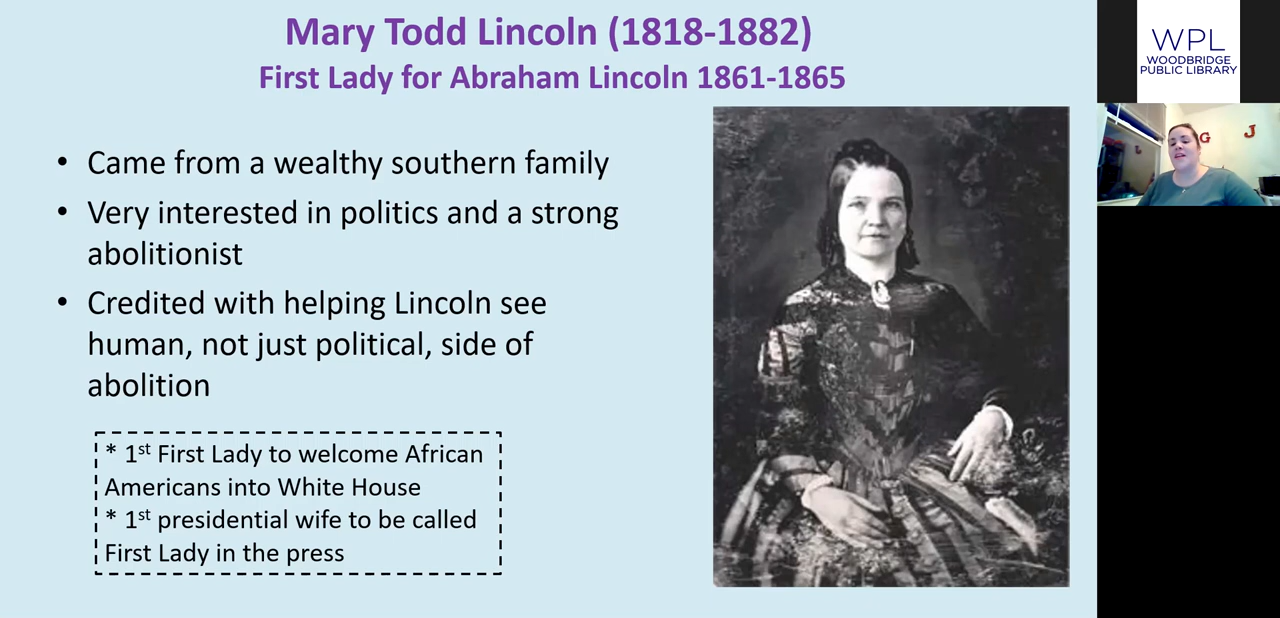 Mary Todd Lincoln (1818-1882)
First Lady for Abraham Lincoln 1861-1865
• Came from a wealthy southern family
• Very interested in politics and a strong
abolitionist
• Credited with helping Lincoln see
human, not just political, side of
abolition
* 1st First Lady to welcome African
Americans into White House
* 1st presidential wife to be called
First Lady in the press
WPL
WOODBRIDGE
PUBLIC LIBRARY
G J